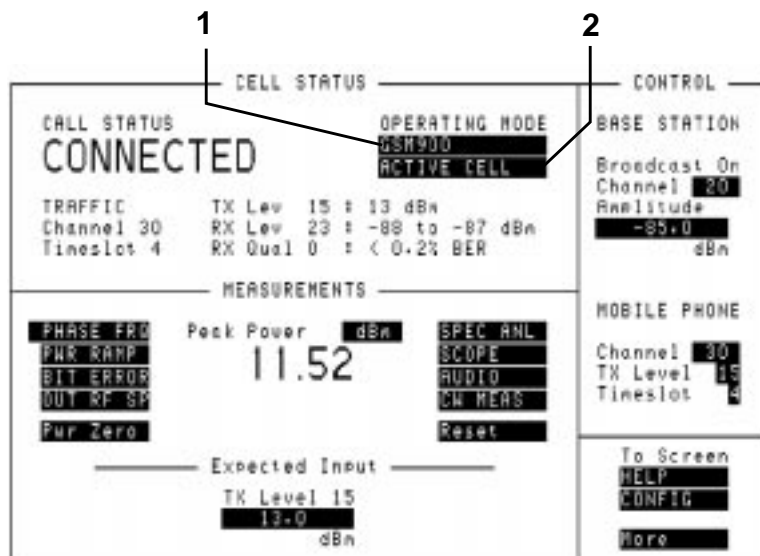 1
2
CELL STATUS
CALL STATUS
CONNECTED
OPERATING MODE
GSM900
ACTIVE CELL
TRAFFIC
Channel 30
Timeslot 4
TX Lev 15 : 13 dBm
RX Lev 23 : -88 to -87 dBm
RX Qual 0 : < 0.2% BER
MEASUREMENTS
PHASE FRQ
PWR RAMP
BIT ERROR
OUT RF SP
Pwr Zero
Peak Power dBm
11.52
SPEC ANL
SCOPE
AUDIO
CW MEAS
Reset
Expected Input
TX Level 15
13.0
dBm
CONTROL
BASE STATION
Broadcast On
Channel 20
Amplitude
-85.0
dBm
MOBILE PHONE
Channel 30
TX Level 15
Timeslot 4
To Screen
HELP
CONFIG
More